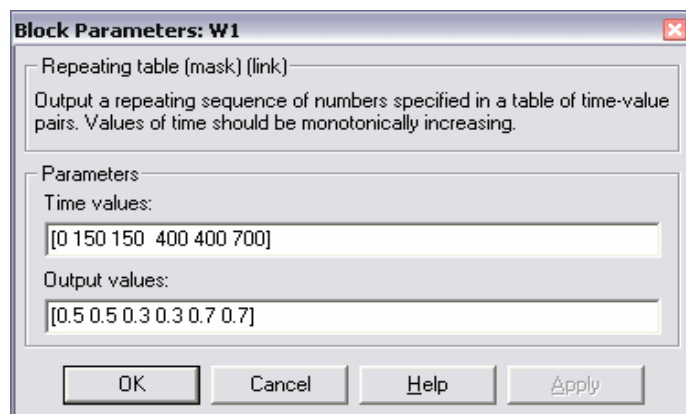 Block Parameters: W1
Repeating table (mask) (link)
Output a repeating sequence of numbers specified in a table of time-value
pairs. Values of time should be monotonically increasing.
Parameters
Time values:
[0 150 150  400 400 700]
Output values:
[0.5 0.5 0.3 0.3 0.7 0.7]
OK Cancel Help Apply